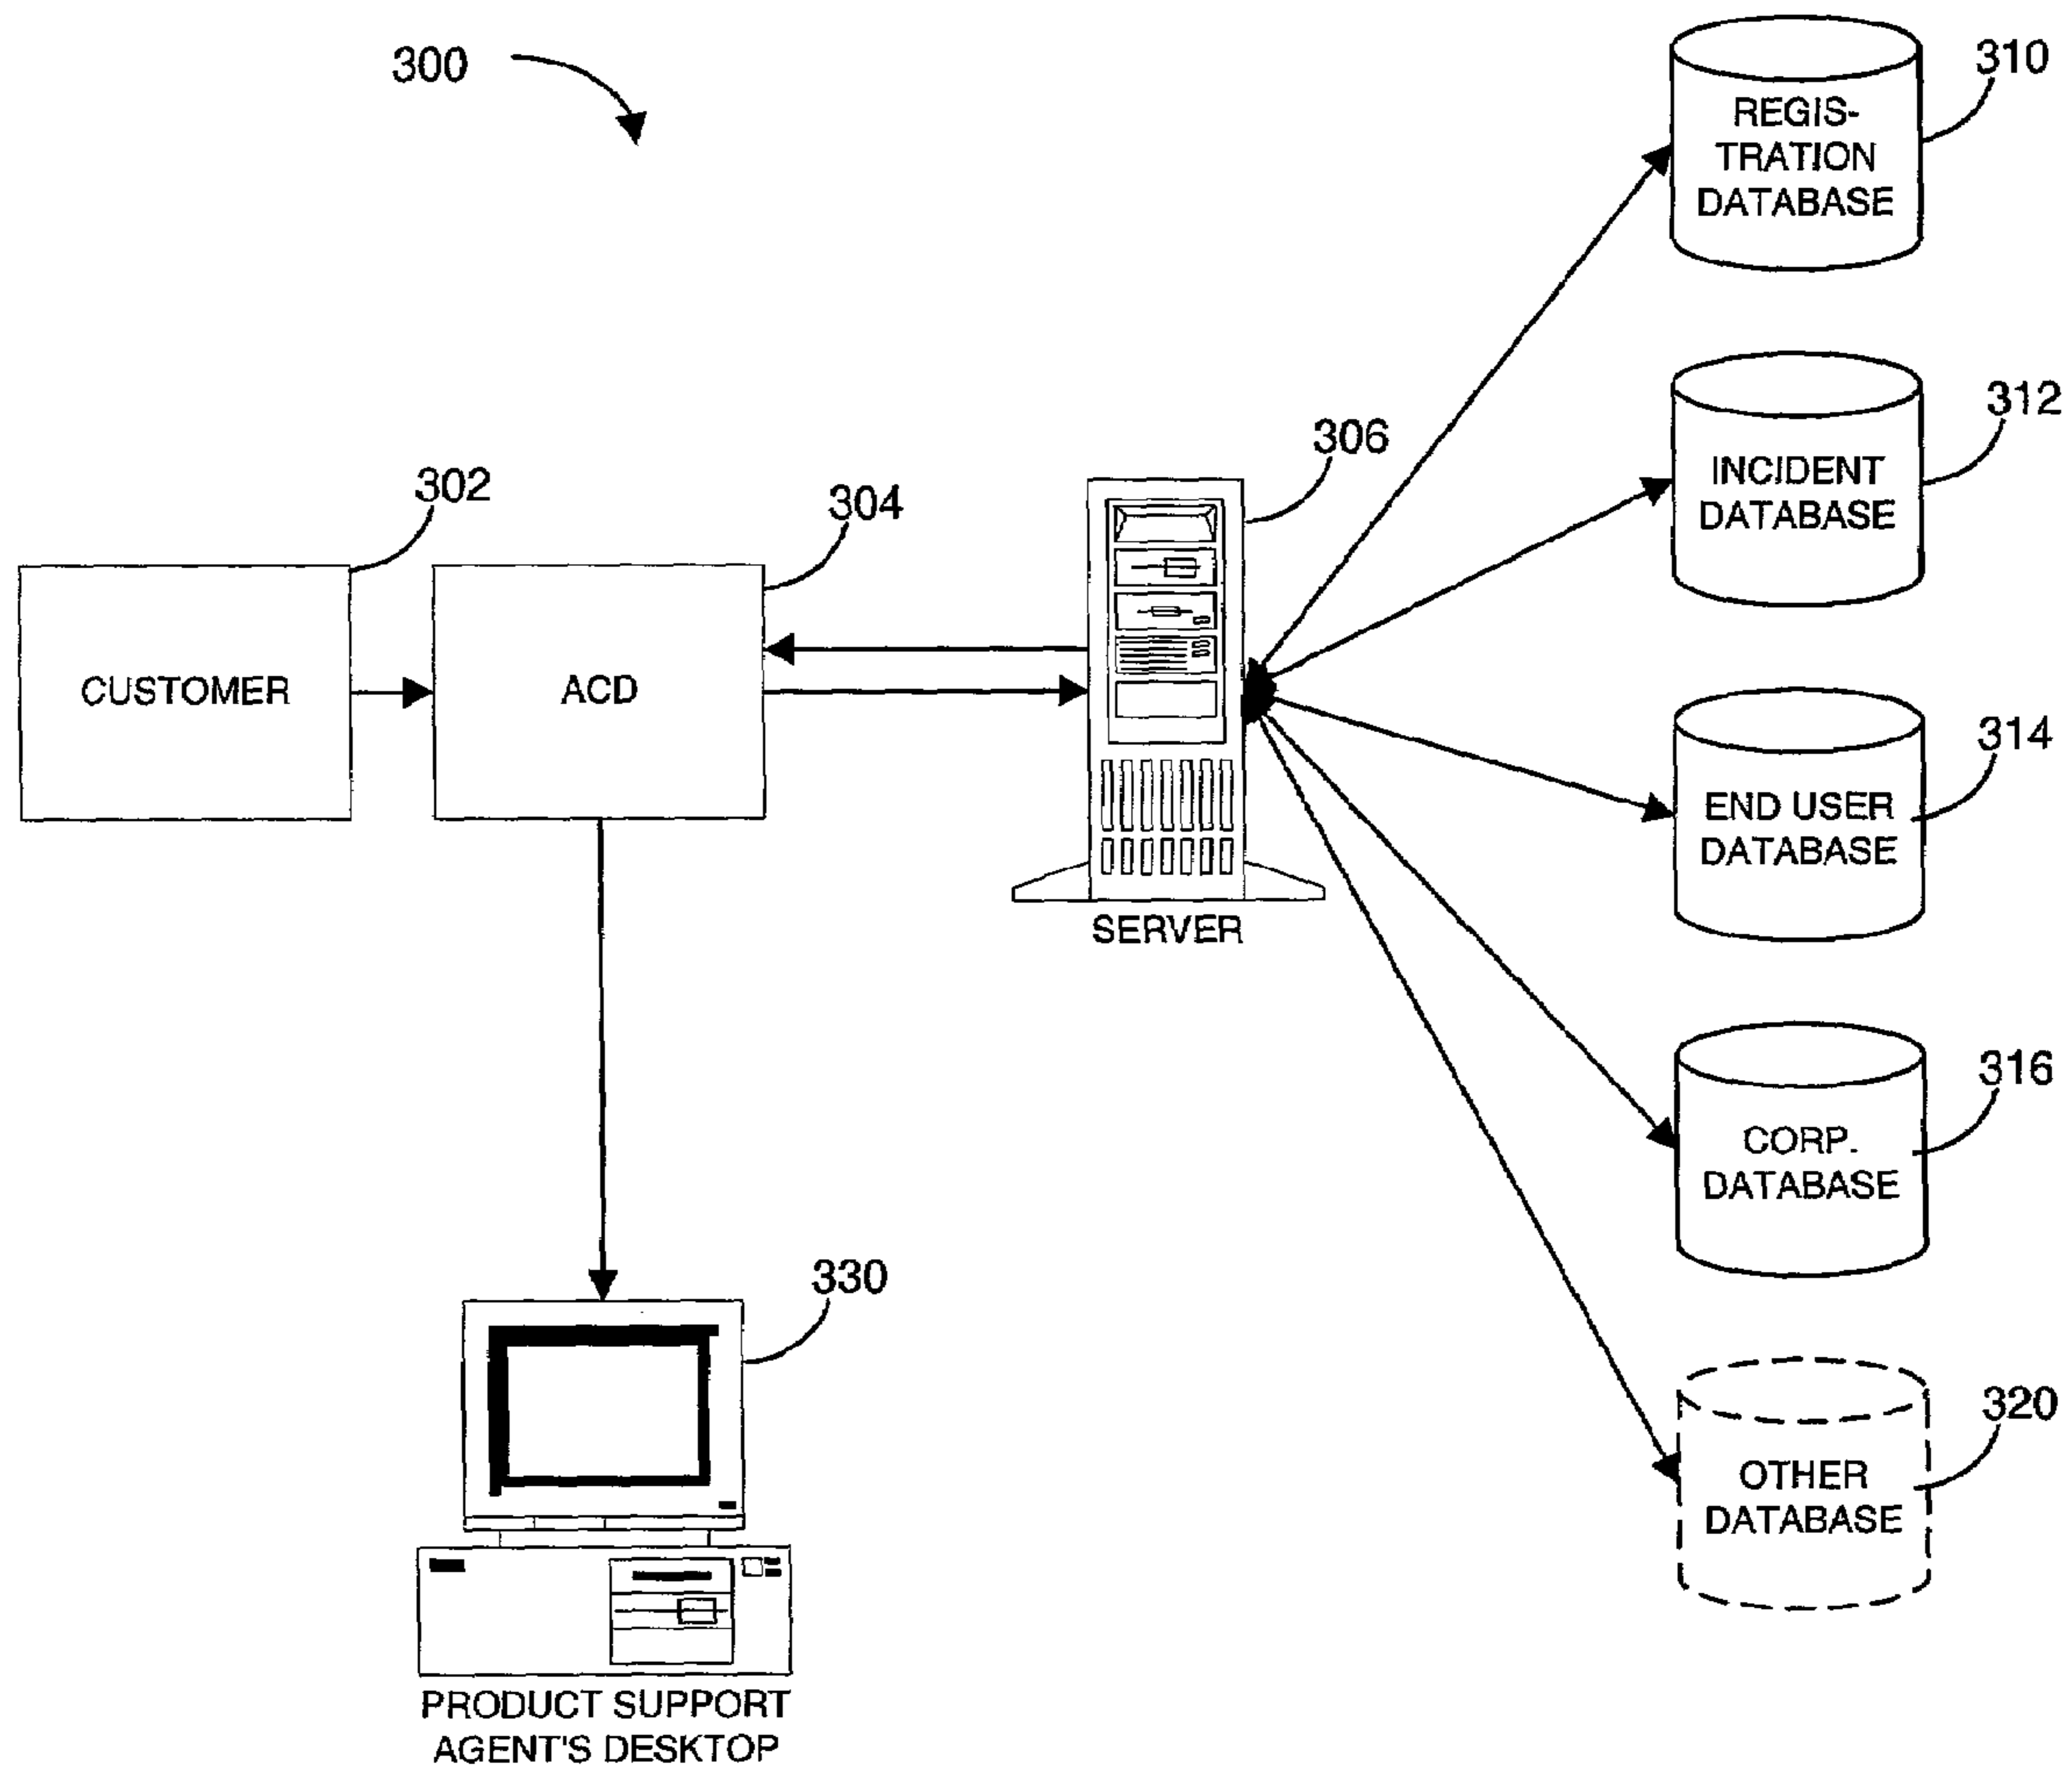 300
310
REGIS-
TRATION
DATABASE
312
INCIDENT
DATABASE
306
302
304
CUSTOMER
ACD
SERVER
314
END USER
DATABASE
316
CORP.
DATABASE
330
320
OTHER
DATABASE
PRODUCT SUPPORT
AGENT'S DESKTOP